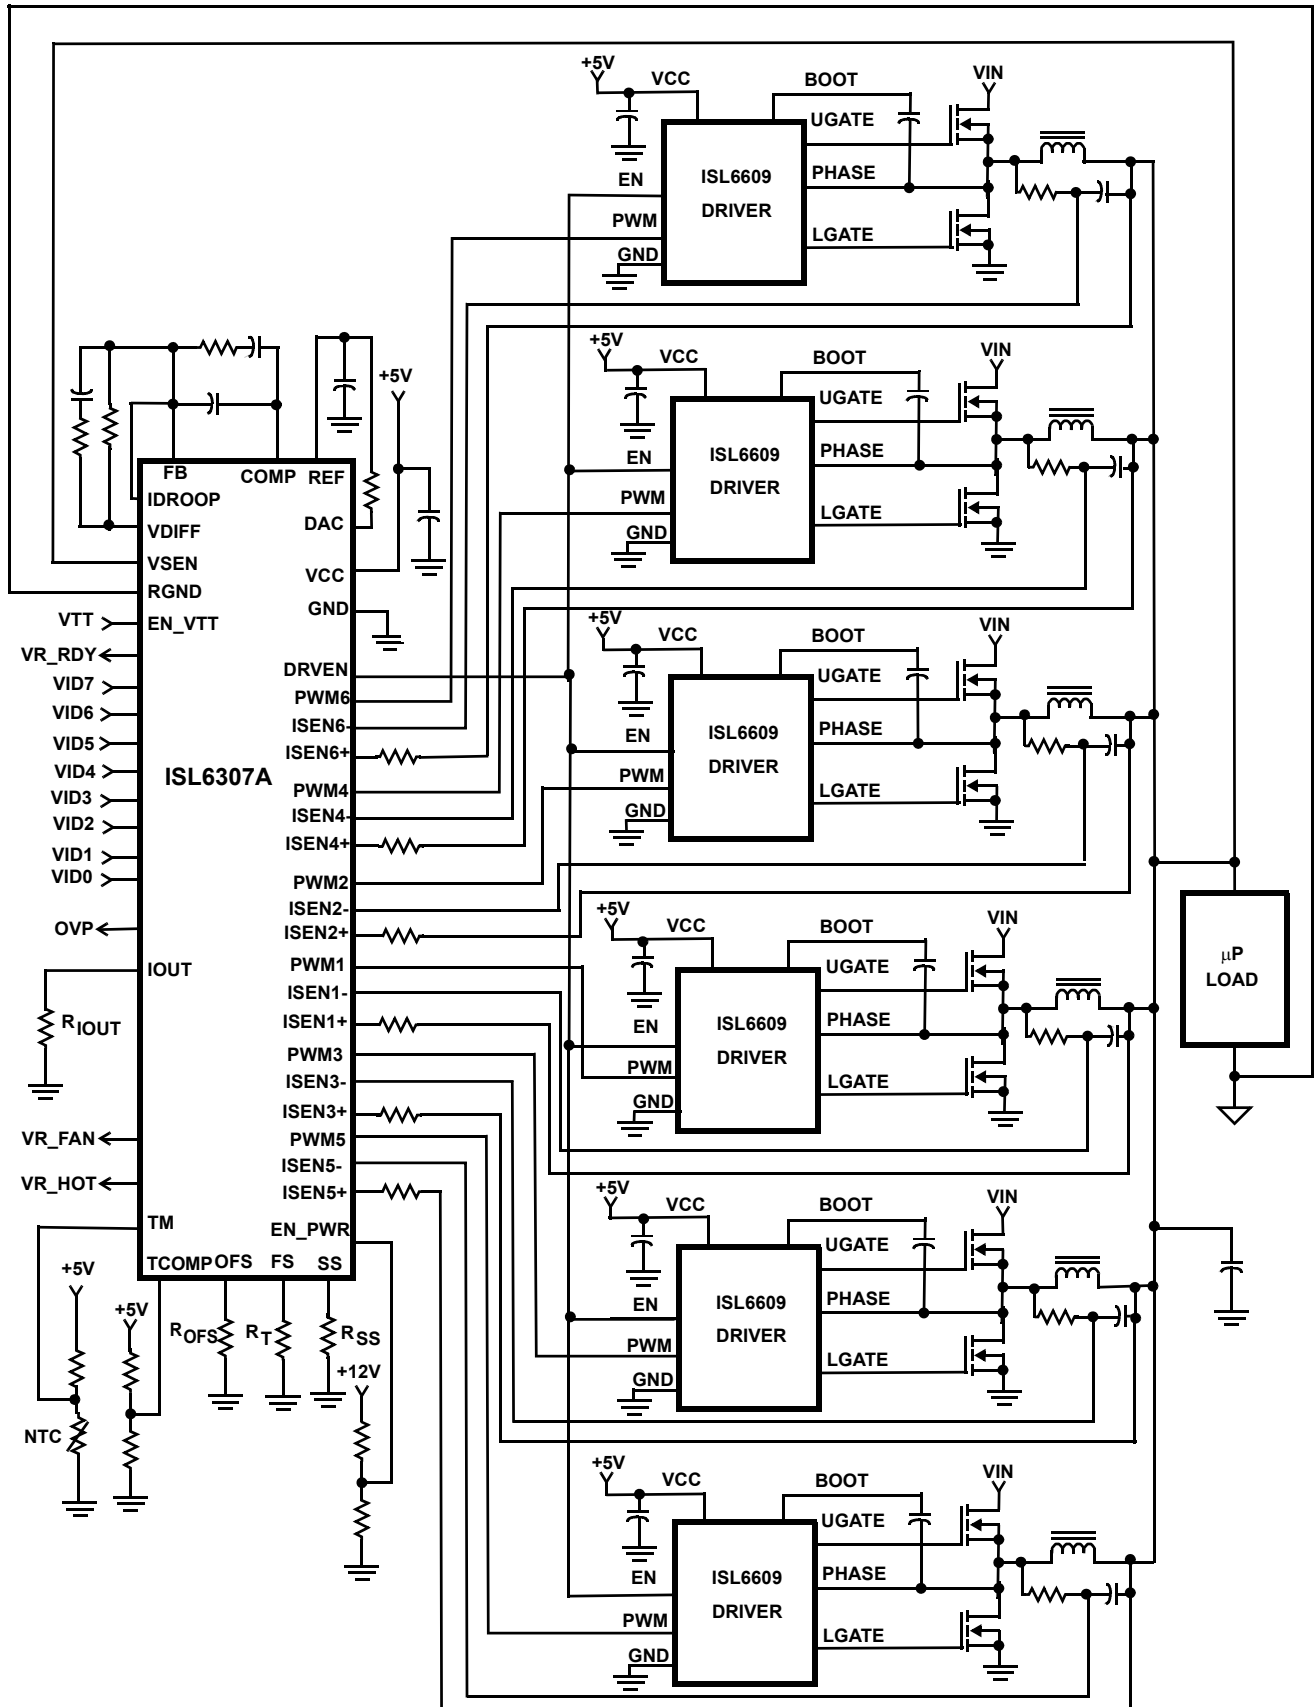 +5V
VCC
BOOT
VIN
UGATE
EN
ISL6609
DRIVER
PHASE
PWM
GND
LGATE
+5V
VCC
BOOT
VIN
UGATE
EN
ISL6609
DRIVER
PHASE
PWM
GND
LGATE
+5V
VCC
BOOT
VIN
UGATE
EN
ISL6609
DRIVER
PHASE
PWM
GND
LGATE
+5V
VCC
BOOT
VIN
UGATE
EN
ISL6609
DRIVER
PHASE
PWM
GND
LGATE
+5V
VCC
BOOT
VIN
UGATE
EN
ISL6609
DRIVER
PHASE
PWM
GND
LGATE
+5V
VCC
BOOT
VIN
UGATE
EN
ISL6609
DRIVER
PHASE
PWM
GND
LGATE
+5V
FB
COMP
REF
IDROOP
VDIFF
VSEN
RGND
VTT
EN_VTT
VR_RDY
VID7
VID6
VID5
VID4
VID3
VID2
VID1
VID0
OVP
IOUT
RIOUT
VR_FAN
VR_HOT
TM
ISL6307A
DAC
VCC
GND
DRVEN
PWM6
ISEN6-
ISEN6+
PWM4
ISEN4-
ISEN4+
PWM2
ISEN2-
ISEN2+
PWM1
ISEN1-
ISEN1+
PWM3
ISEN3-
ISEN3+
PWM5
ISEN5-
ISEN5+
EN_PWR
TCOMP
OFS
FS
SS
+5V
+5V
ROFS
RT
RSS
+12V
NTC
μP
LOAD